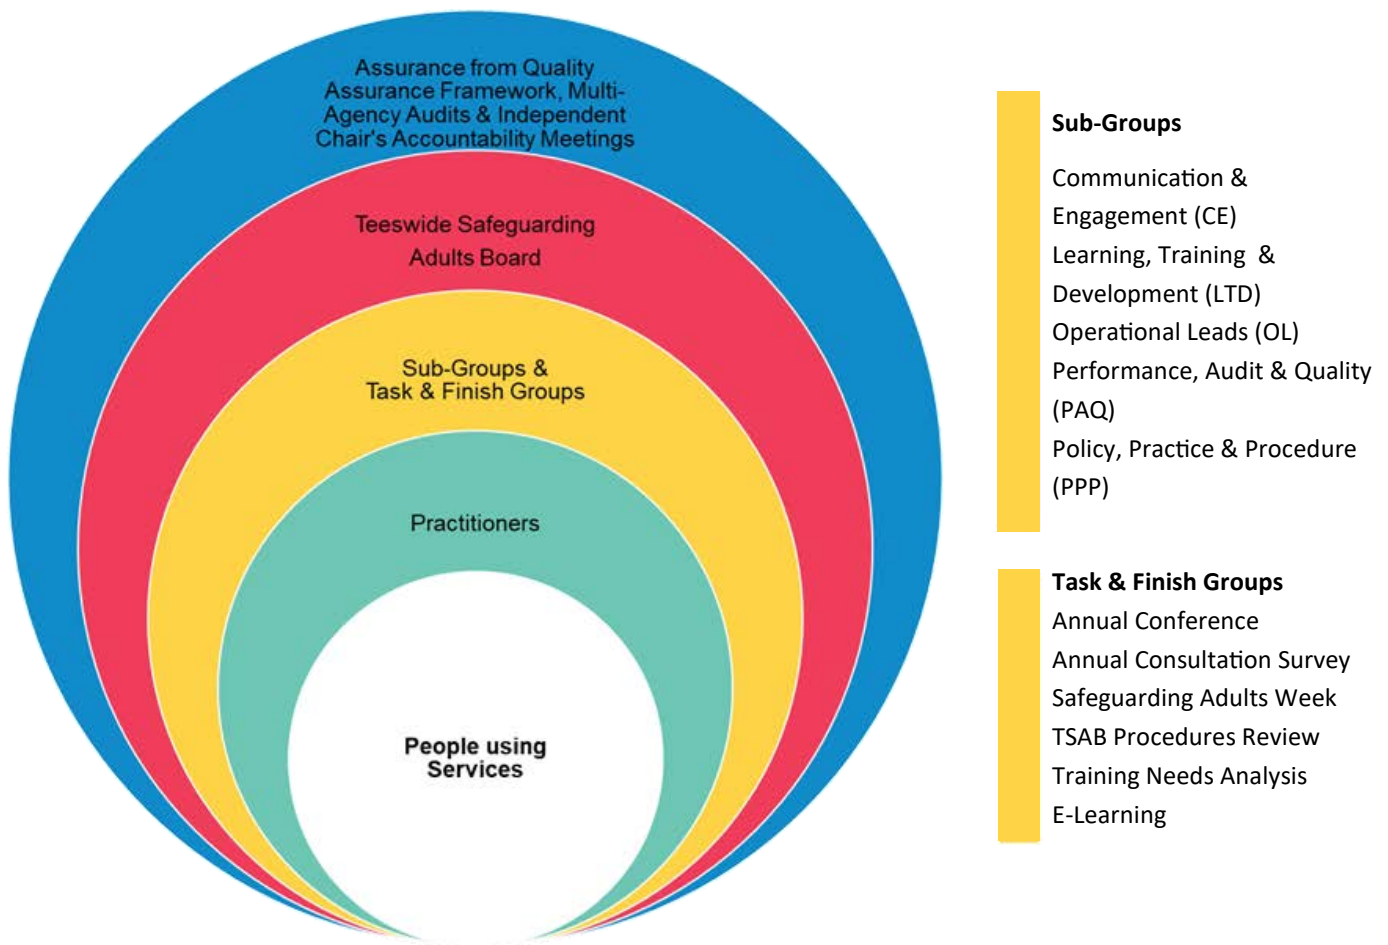 Assurance from Quality
Assurance Framework, Multi-
Agency Audits & Independent
Chair's Accountability Meetings
Teeswide Safeguarding
Adults Board
Sub-Groups &
Task & Finish Groups
Practitioners
People using
Services
Sub-Groups
Communication &
Engagement (CE)
Learning, Training &
Development (LTD)
Operational Leads (OL)
Performance, Audit & Quality
(PAQ)
Policy, Practice & Procedure
(PPP)
Task & Finish Groups
Annual Conference
Annual Consultation Survey
Safeguarding Adults Week
TSAB Procedures Review
Training Needs Analysis
E-Learning